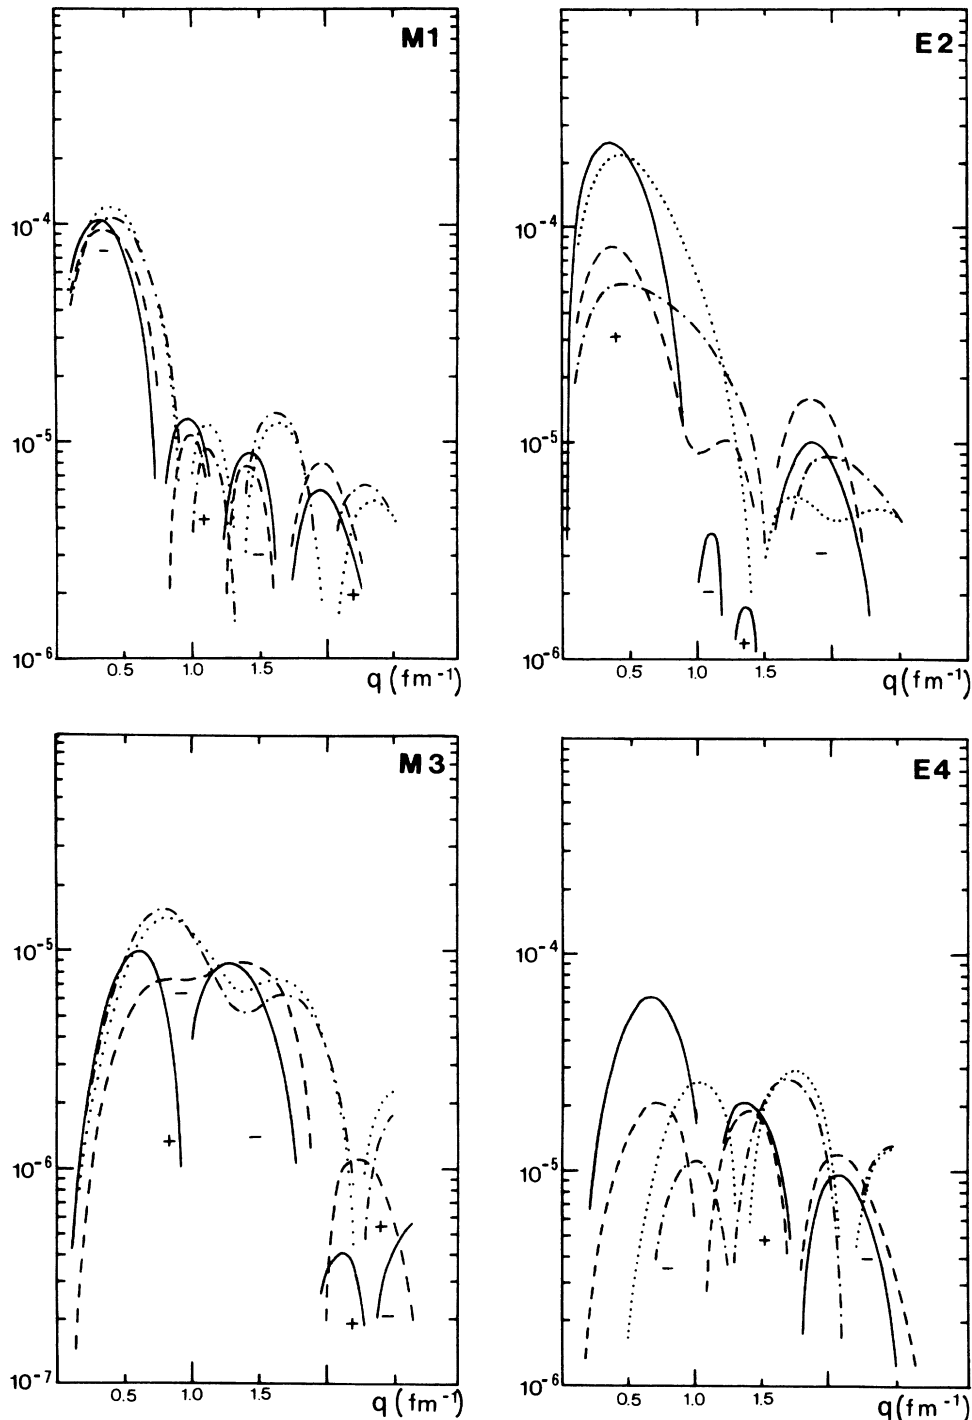 M1
10⁻⁴
10⁻⁵
10⁻⁶
−
+
−
+
0.5 1.0 1.5
q (fm⁻¹)
E2
10⁻⁴
10⁻⁵
10⁻⁶
+
−
+
−
0.5 1.0 1.5
q(fm⁻¹)
M3
10⁻⁵
10⁻⁶
10⁻⁷
−
+
−
+
+
−
0.5 1.0 1.5
q (fm⁻¹)
E4
10⁻⁴
10⁻⁵
10⁻⁶
−
+
−
0.5 1.0 1.5
q(fm⁻¹)